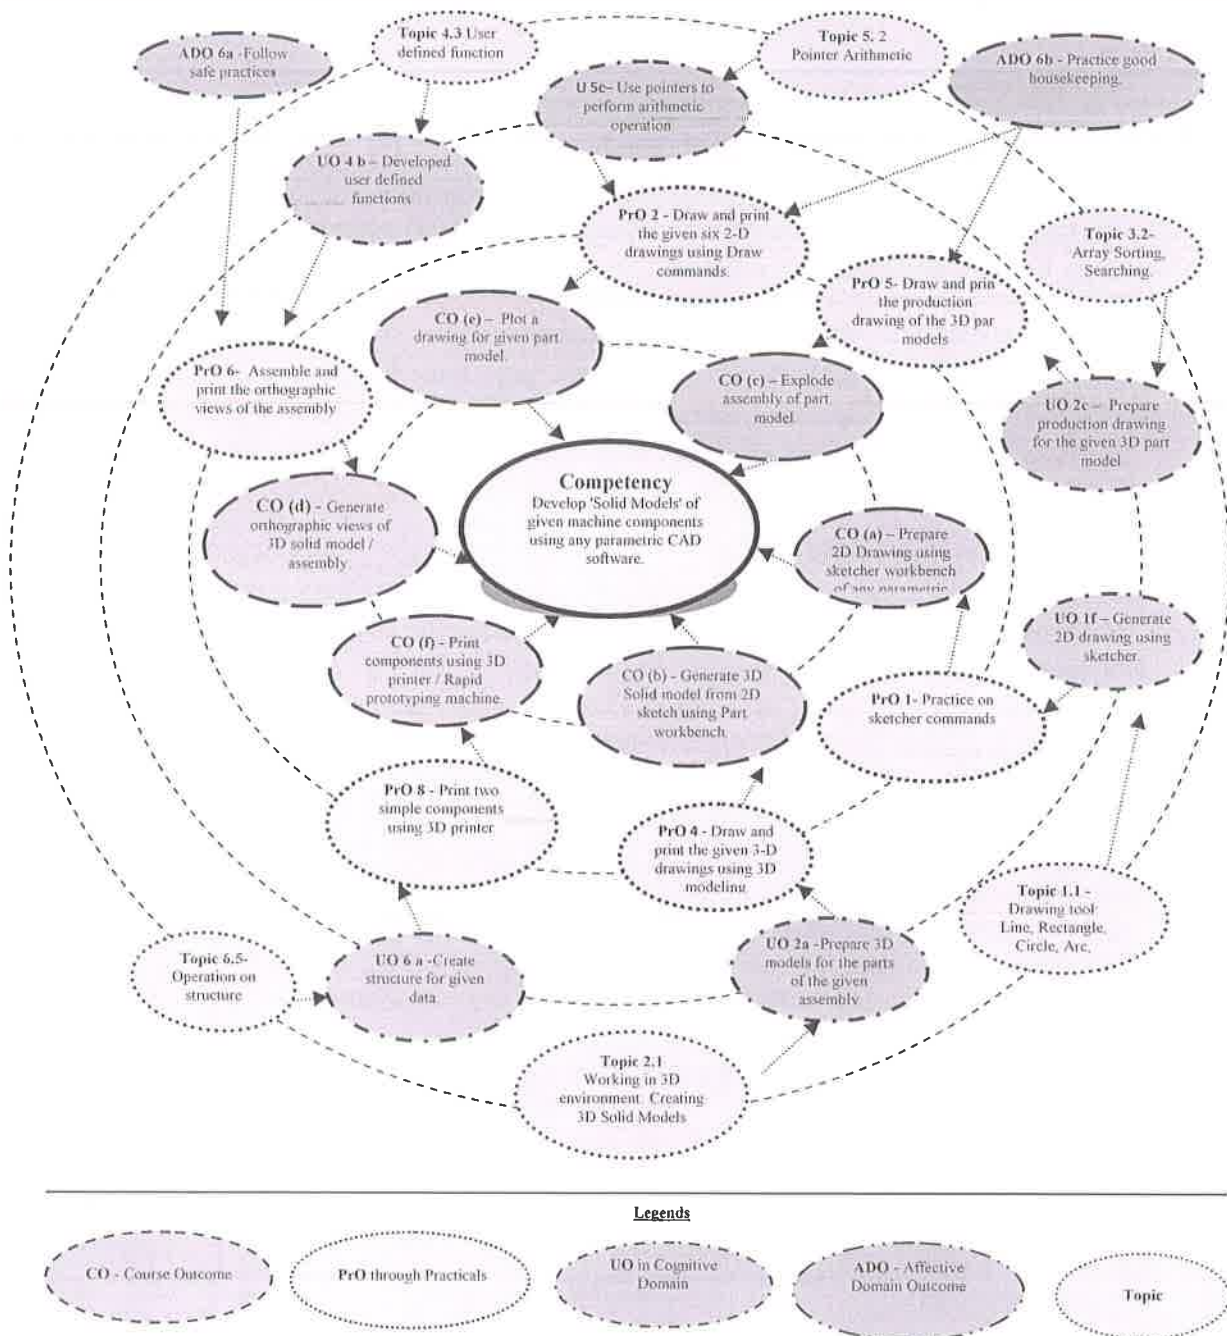 ADO 6a -Follow
safe practices
Topic 4.3 User
defined function
Topic 5. 2
Pointer Arithmetic
ADO 6b - Practice good
housekeeping.
U 5c– Use pointers to
perform arithmetic
operation
UO 4 b – Developed
user defined
functions
PrO 2 - Draw and print
the given six 2-D
drawings using Draw
commands.
Topic 3.2-
Array Sorting,
Searching.
PrO 5- Draw and prin
the production
drawing of the 3D par
models
CO (e) – Plot a
drawing for given part
model.
PrO 6- Assemble and
print the orthographic
views of the assembly
CO (c) – Explode
assembly of part
model.
UO 2c – Prepare
production drawing
for the given 3D part
model
Competency
Develop 'Solid Models' of
given machine components
using any parametric CAD
software.
CO (d) - Generate
orthographic views of
3D solid model /
assembly.
CO (a) – Prepare
2D Drawing using
sketcher workbench
of any parametric
UO 1f – Generate
2D drawing using
sketcher.
CO (f) - Print
components using 3D
printer / Rapid
prototyping machine.
CO (b) – Generate 3D
Solid model from 2D
sketch using Part
workbench.
PrO 1- Practice on
sketcher commands
PrO 8 - Print two
simple components
using 3D printer
PrO 4 - Draw and
print the given 3-D
drawings using 3D
modeling
Topic 1.1 -
Drawing tool
Line, Rectangle,
Circle, Arc,
Topic 6.5-
Operation on
structure
UO 6 a -Create
structure for given
data
UO 2a -Prepare 3D
models for the parts
of the given
assembly
Topic 2.1
Working in 3D
environment. Creating
3D Solid Models
Legends
CO - Course Outcome
PrO through Practicals
UO in Cognitive
Domain
ADO - Affective
Domain Outcome
Topic